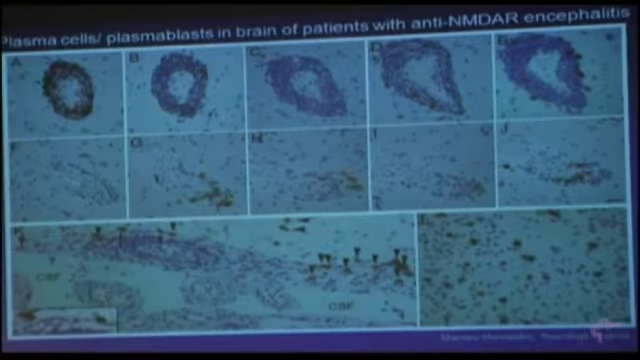 Plasma cells/ plasmablasts in brain of patients with anti-NMDAR encephalitis
A B C D E
G H I J
CSF
CSF